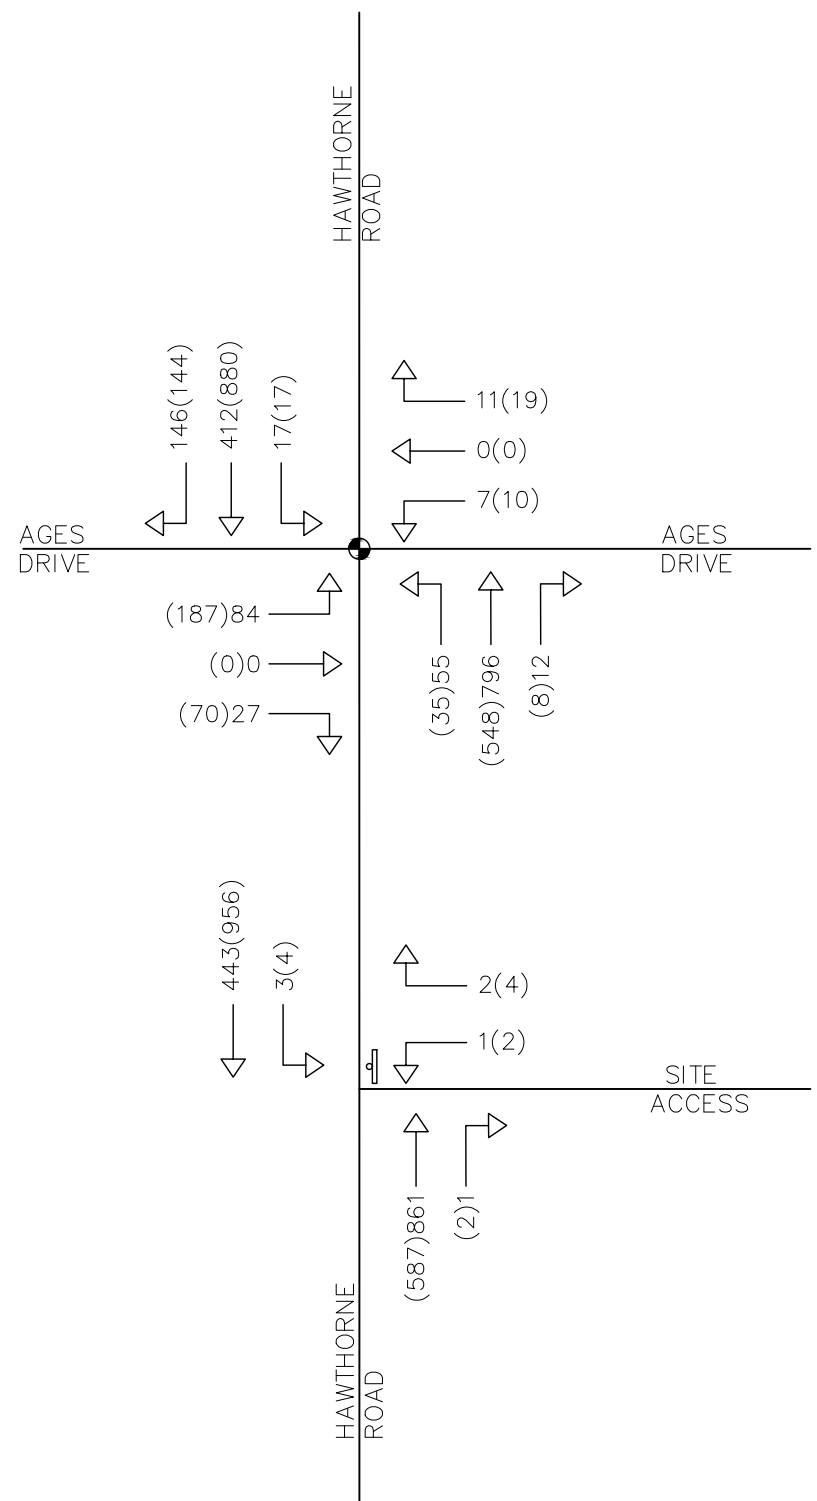 HAWTHORNE
ROAD
146(144)
412(880)
17(17)
11(19)
0(0)
7(10)
AGES
DRIVE
AGES
DRIVE
(187)84
(0)0
(70)27
(35)55
(548)796
(8)12
443(956)
3(4)
2(4)
1(2)
SITE
ACCESS
(587)861
(2)1
HAWTHORNE
ROAD